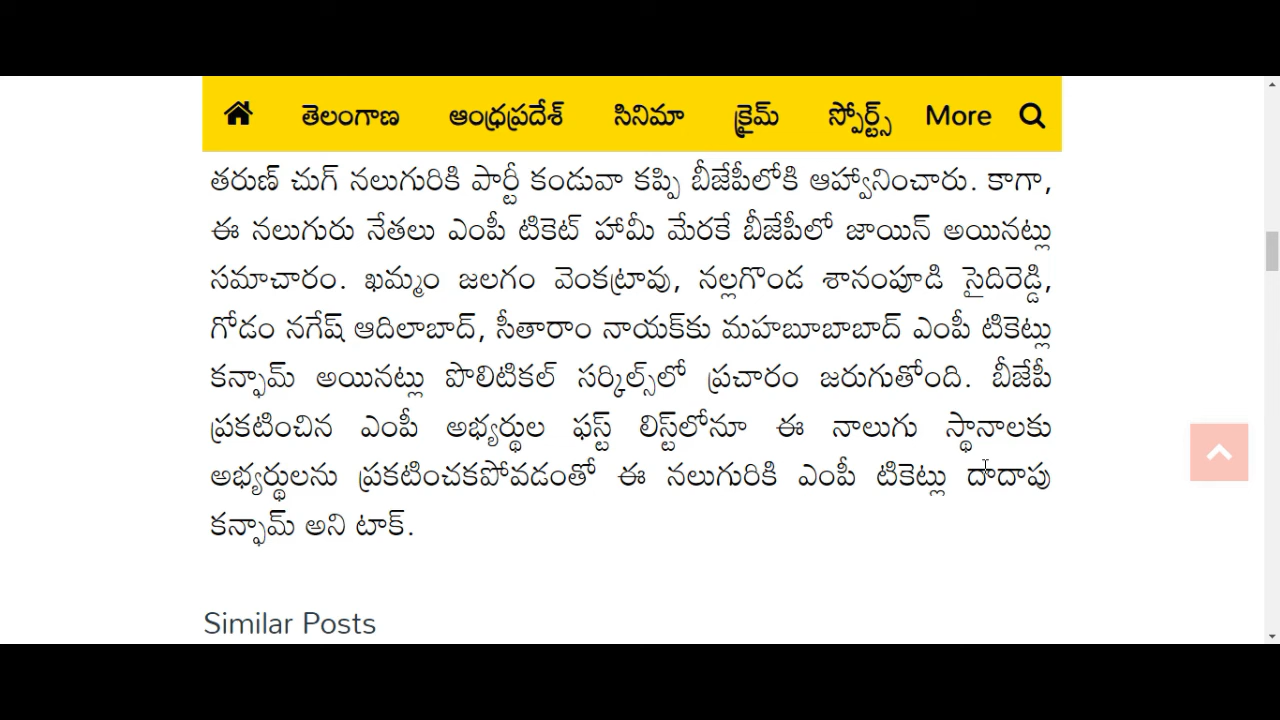 తెలంగాణ ఆంధ్రప్రదేశ్ సినిమా క్రైమ్ స్పోర్ట్స్ More
తరుణ్ చుగ్ నలుగురికి పార్టీ కండువా కప్పి బీజేపీలోకి ఆహ్వానించారు. కాగా,
ఈ నలుగురు నేతలు ఎంపీ టికెట్ హామీ మేరకే బీజేపీలో జాయిన్ అయినట్లు
సమాచారం. ఖమ్మం జలగం వెంకట్రావు, నల్లగొండ శానంపూడి సైదిరెడ్డి,
గోడం నగేష్ ఆదిలాబాద్, సీతారాం నాయక్‌కు మహబూబాబాద్ ఎంపీ టికెట్లు
కన్ఫామ్ అయినట్లు పొలిటికల్ సర్కిల్స్‌లో ప్రచారం జరుగుతోంది. బీజేపీ
ప్రకటించిన ఎంపీ అభ్యర్థుల ఫస్ట్ లిస్ట్‌లోనూ ఈ నాలుగు స్థానాలకు
అభ్యర్థులను ప్రకటించకపోవడంతో ఈ నలుగురికి ఎంపీ టికెట్లు దాదాపు
కన్ఫామ్ అని టాక్.
Similar Posts